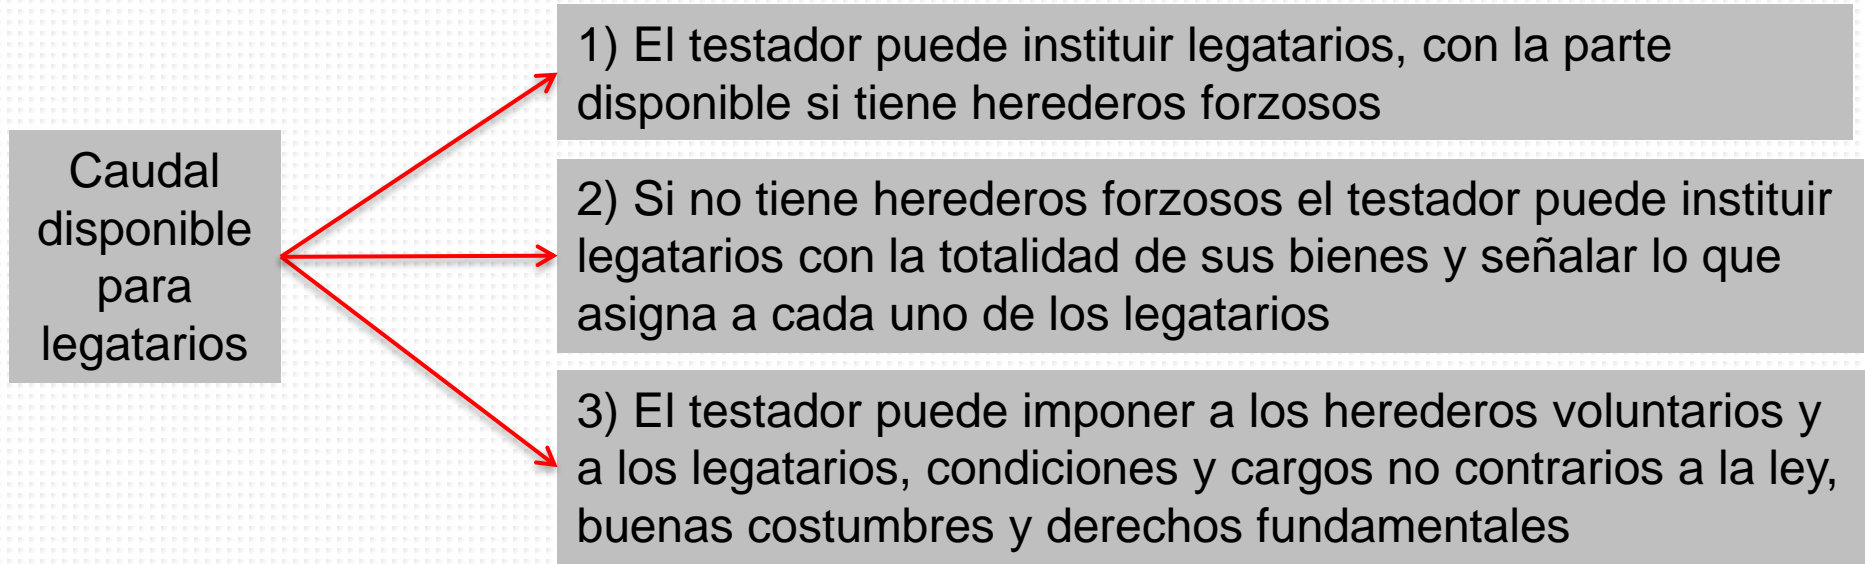 Caudal
disponible
para
legatarios
1) El testador puede instituir legatarios, con la parte
disponible si tiene herederos forzosos
2) Si no tiene herederos forzosos el testador puede instituir
legatarios con la totalidad de sus bienes y señalar lo que
asigna a cada uno de los legatarios
3) El testador puede imponer a los herederos voluntarios y
a los legatarios, condiciones y cargos no contrarios a la ley,
buenas costumbres y derechos fundamentales